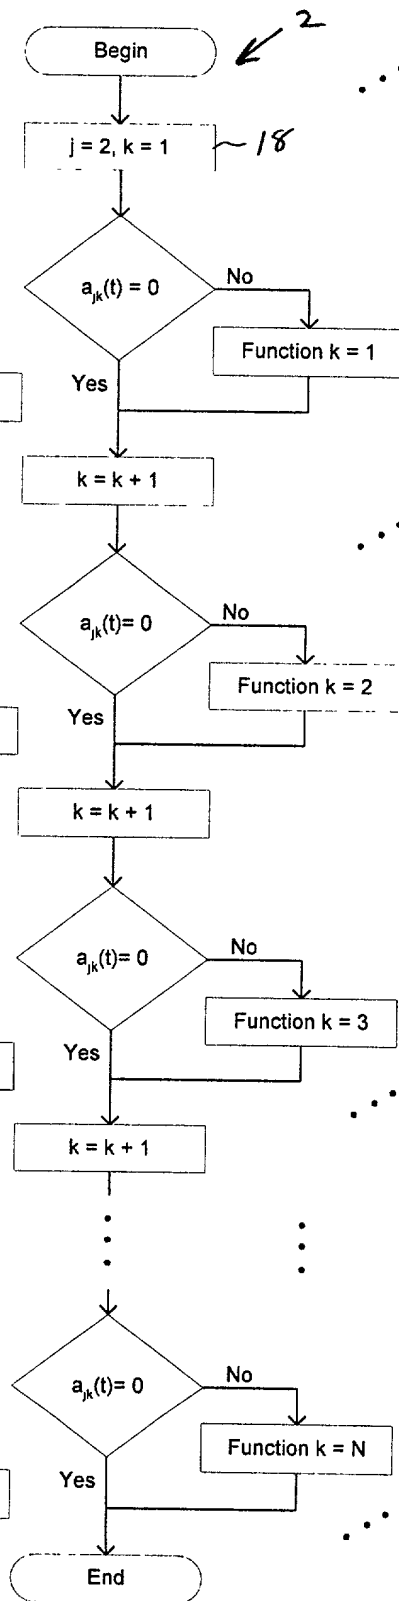 2
Begin
j = 2, k = 1
18
a_jk(t) = 0
No
Function k = 1
Yes
k = k + 1
a_jk(t)= 0
No
Function k = 2
Yes
k = k + 1
a_jk(t)= 0
No
Function k = 3
Yes
k = k + 1
a_jk(t)= 0
No
Function k = N
Yes
End